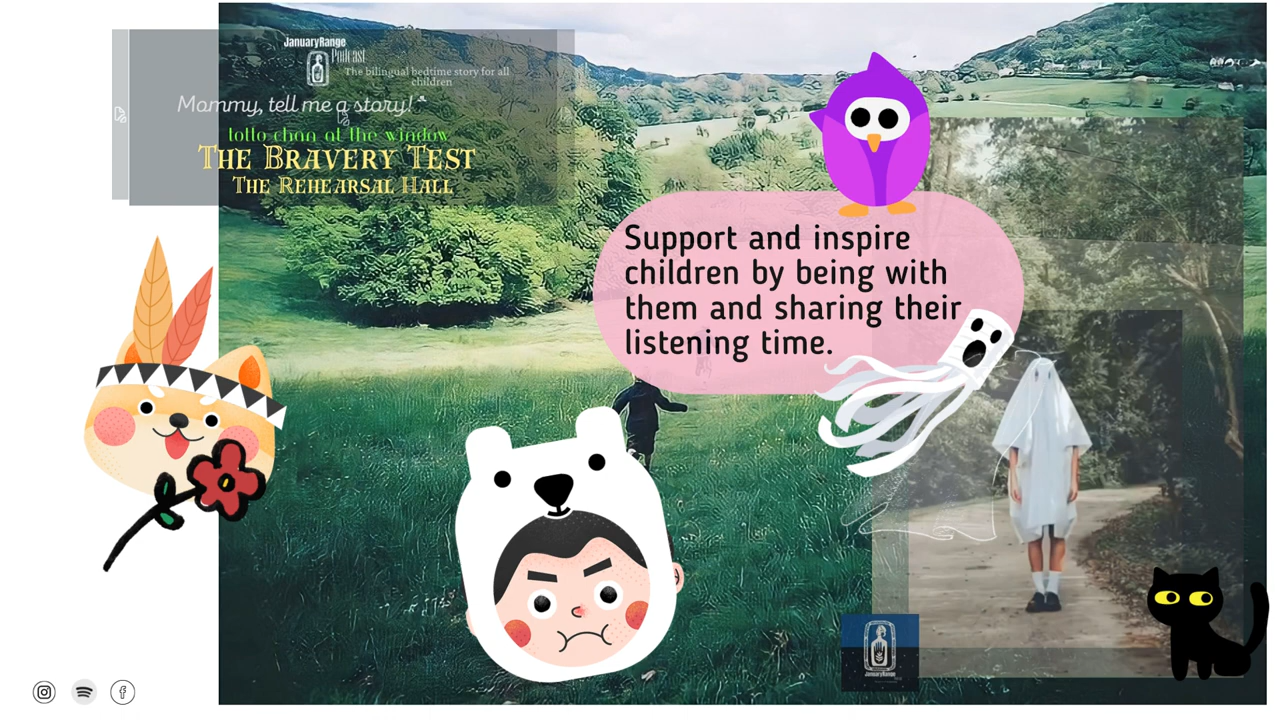 JanuaryRange
Podcast
The bilingual bedtime story for all
children
Mommy, tell me a story!
totto chan at the window
THE BRAVERY TEST
THE REHEARSAL HALL
Support and inspire
children by being with
them and sharing their
listening time.
JanuaryRange